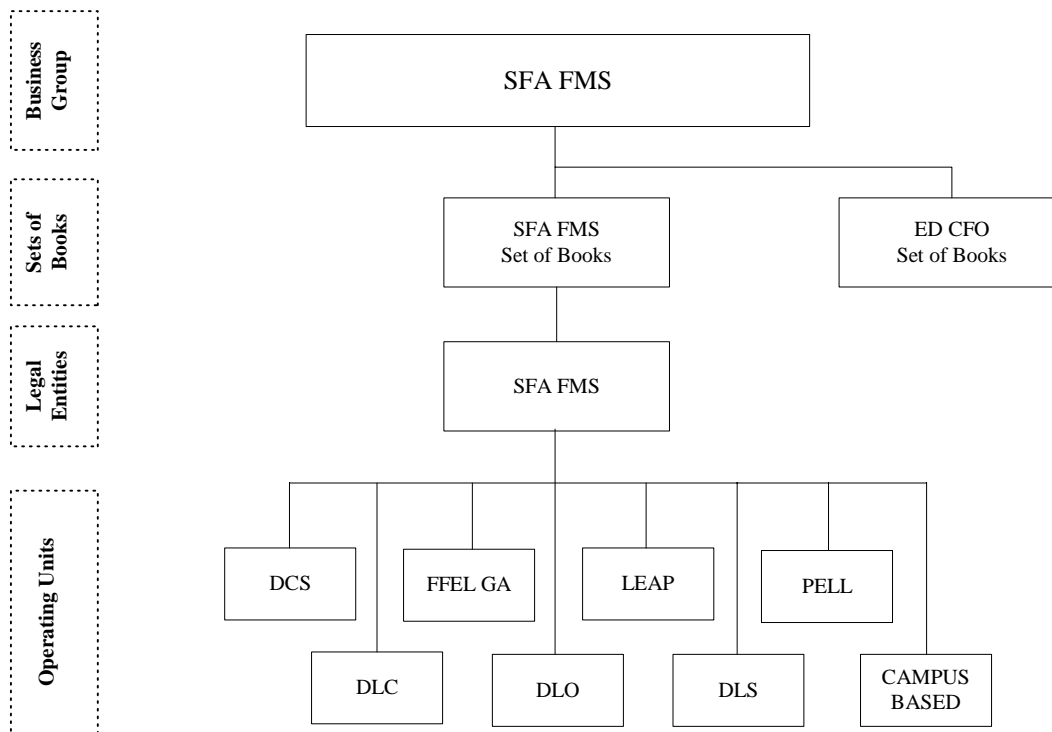 Business
Group
SFA FMS
Sets of
Books
SFA FMS
Set of Books
ED CFO
Set of Books
Legal
Entities
SFA FMS
Operating Units
DCS
FFEL GA
LEAP
PELL
DLC
DLO
DLS
CAMPUS
BASED